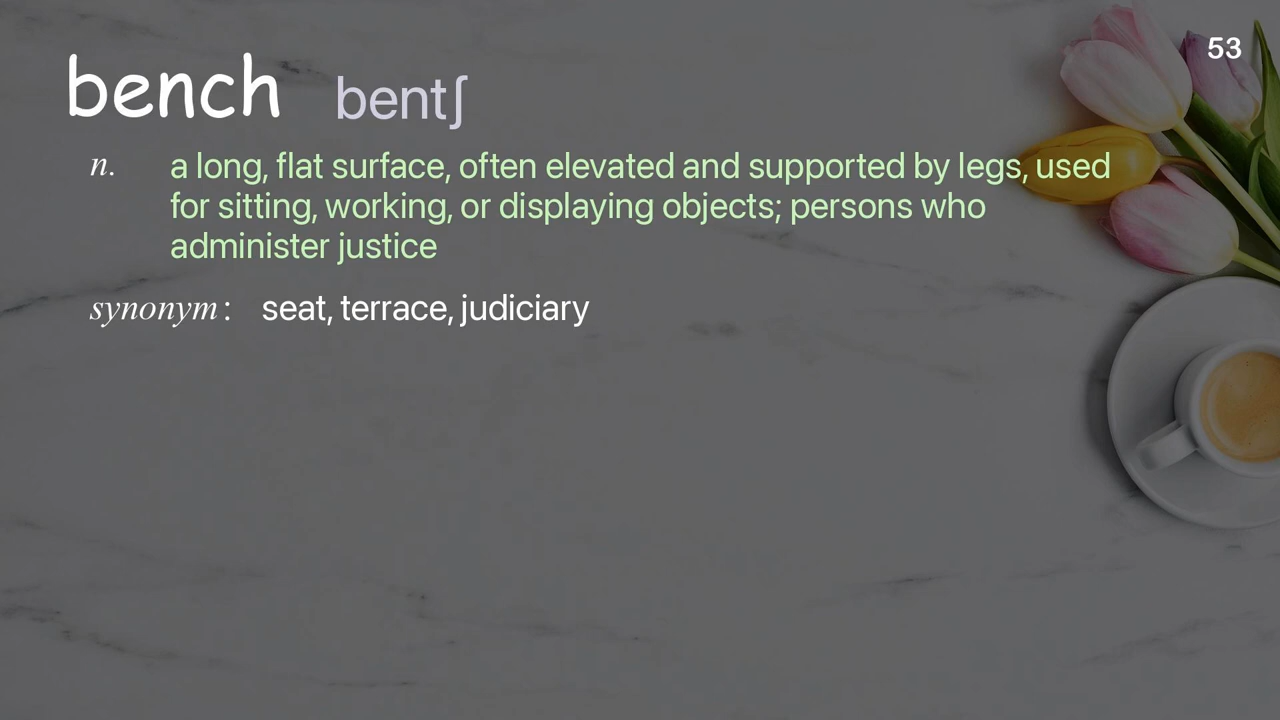 53
bench bentʃ
n. a long, flat surface, often elevated and supported by legs, used
for sitting, working, or displaying objects; persons who
administer justice
synonym: seat, terrace, judiciary